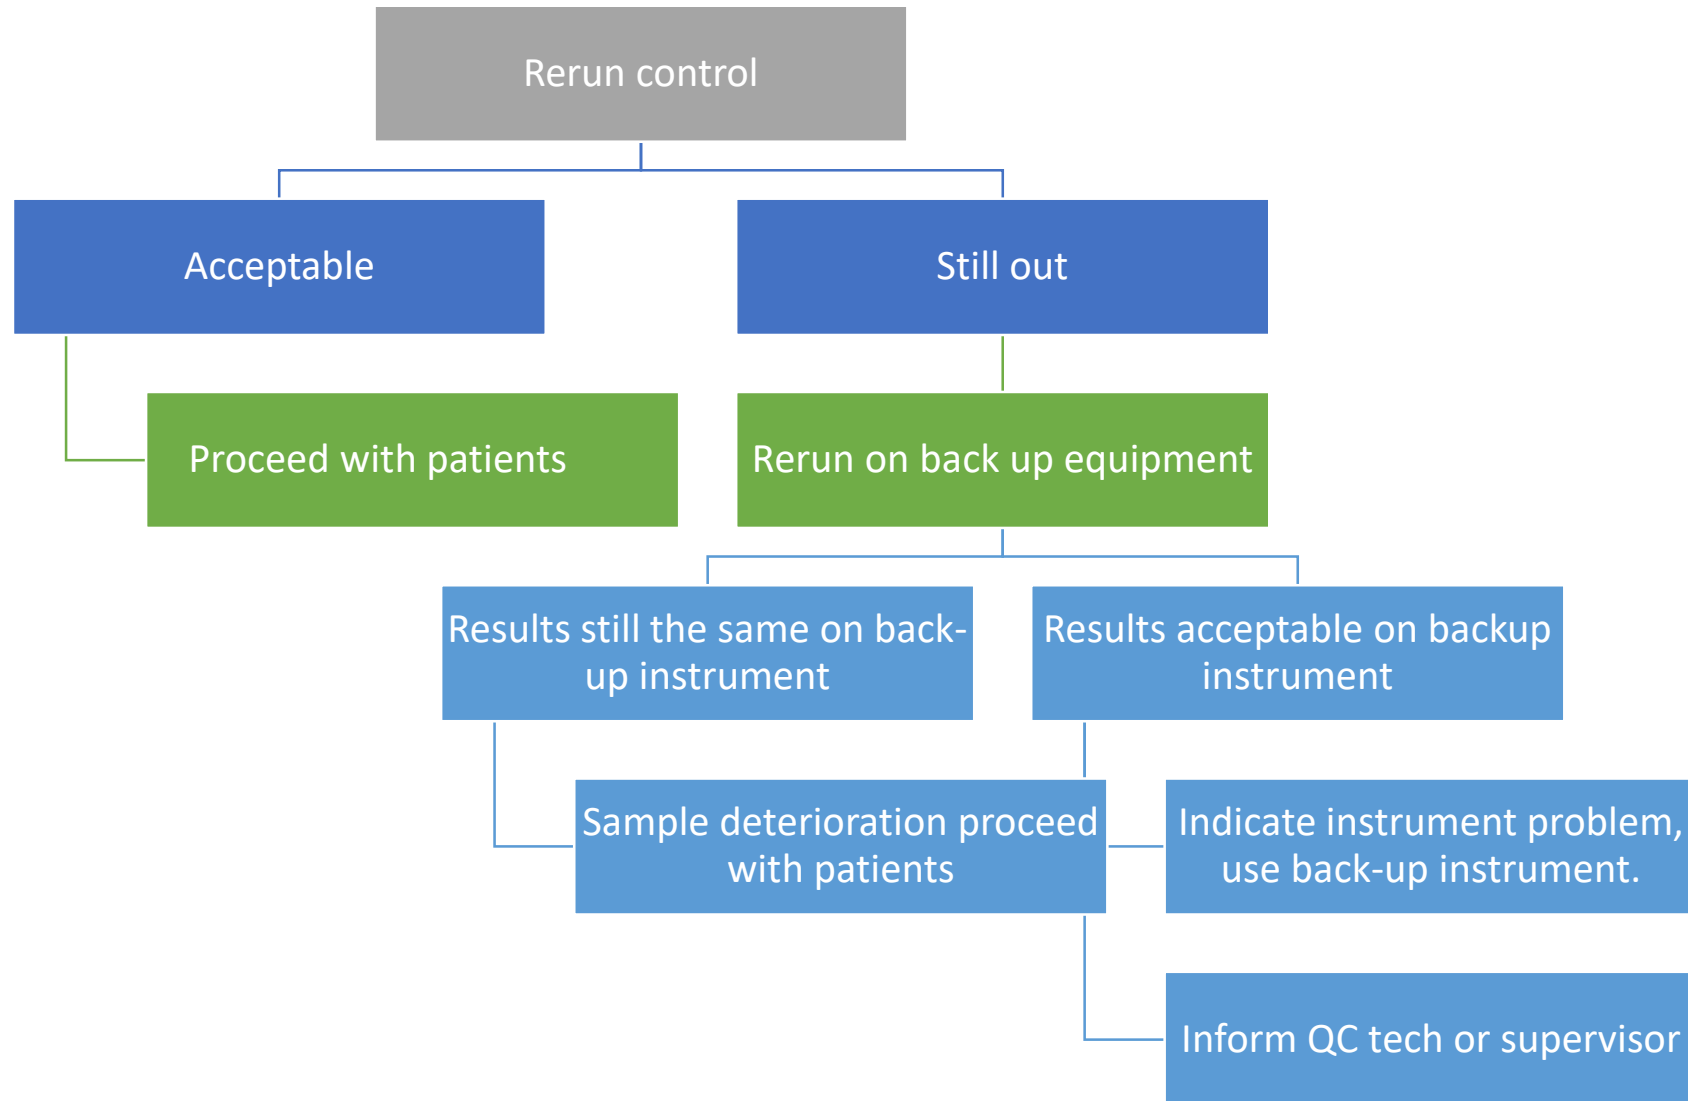 Rerun control
Acceptable
Still out
Proceed with patients
Rerun on back up equipment
Results still the same on back-
up instrument
Results acceptable on backup
instrument
Sample deterioration proceed
with patients
Indicate instrument problem,
use back-up instrument.
Inform QC tech or supervisor